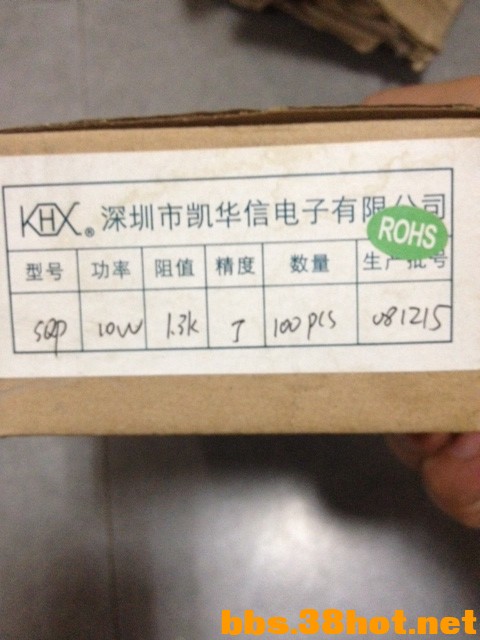 KHX® 深圳市凯华信电子有限公司
ROHS
型号 功率 阻值 精度 数量 生产批号
SQP 10W 1.3K J 100pcs 081215
bbs.38hot.net